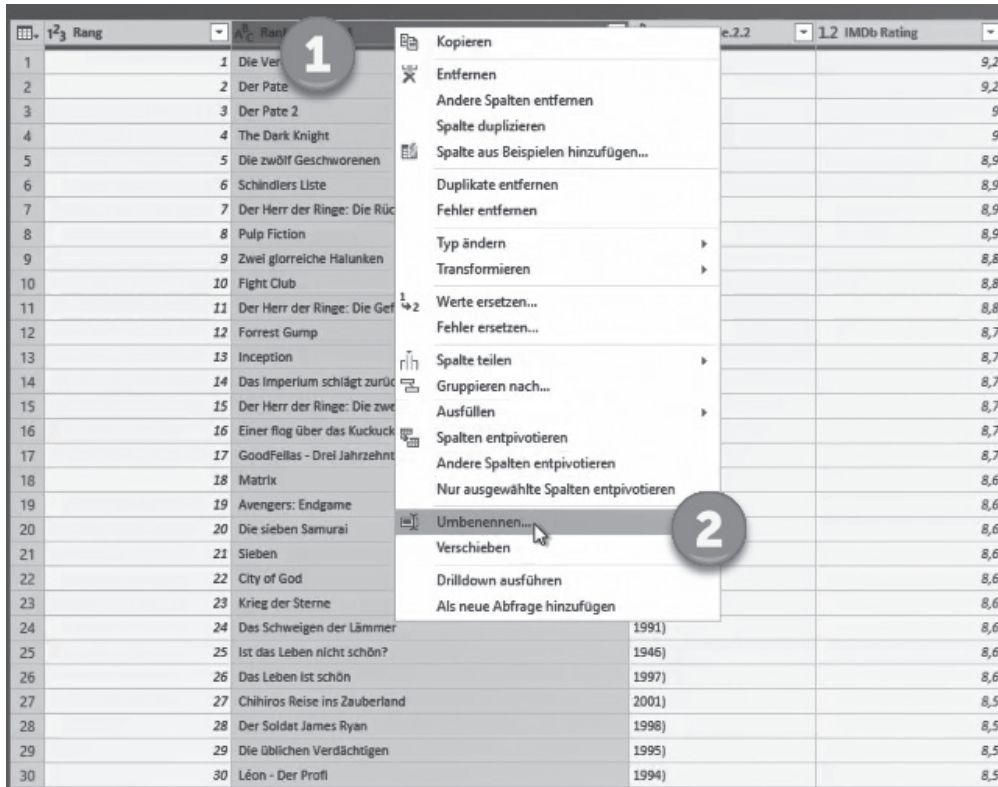 1²3 Rang
1
e.2.2
1.2 IMDb Rating
1 1 Die Ver 9,2
2 2 Der Pate 9,2
3 3 Der Pate 2 9
4 4 The Dark Knight 9
5 5 Die zwölf Geschworenen 8,9
6 6 Schindlers Liste 8,9
7 7 Der Herr der Ringe: Die Rüc 8,9
8 8 Pulp Fiction 8,9
9 9 Zwei glorreiche Halunken 8,8
10 10 Fight Club 8,8
11 11 Der Herr der Ringe: Die Gef 8,8
12 12 Forrest Gump 8,7
13 13 Inception 8,7
14 14 Das Imperium schlägt zurüc 8,7
15 15 Der Herr der Ringe: Die zwe 8,7
16 16 Einer flog über das Kuckuck 8,7
17 17 GoodFellas - Drei Jahrzehnt 8,7
18 18 Matrix 8,6
19 19 Avengers: Endgame 8,6
20 20 Die sieben Samurai 8,6
21 21 Sieben 8,6
22 22 City of God 8,6
23 23 Krieg der Sterne 8,6
24 24 Das Schweigen der Lämmer 1991) 8,6
25 25 Ist das Leben nicht schön? 1946) 8,6
26 26 Das Leben ist schön 1997) 8,6
27 27 Chihiros Reise ins Zauberland 2001) 8,5
28 28 Der Soldat James Ryan 1998) 8,5
29 29 Die üblichen Verdächtigen 1995) 8,5
30 30 Léon - Der Profi 1994) 8,5
Kopieren
Entfernen
Andere Spalten entfernen
Spalte duplizieren
Spalte aus Beispielen hinzufügen...
Duplikate entfernen
Fehler entfernen
Typ ändern
Transformieren
Werte ersetzen...
Fehler ersetzen...
Spalte teilen
Gruppieren nach...
Ausfüllen
Spalten entpivotieren
Andere Spalten entpivotieren
Nur ausgewählte Spalten entpivotieren
Umbenennen...
2
Verschieben
Drilldown ausführen
Als neue Abfrage hinzufügen